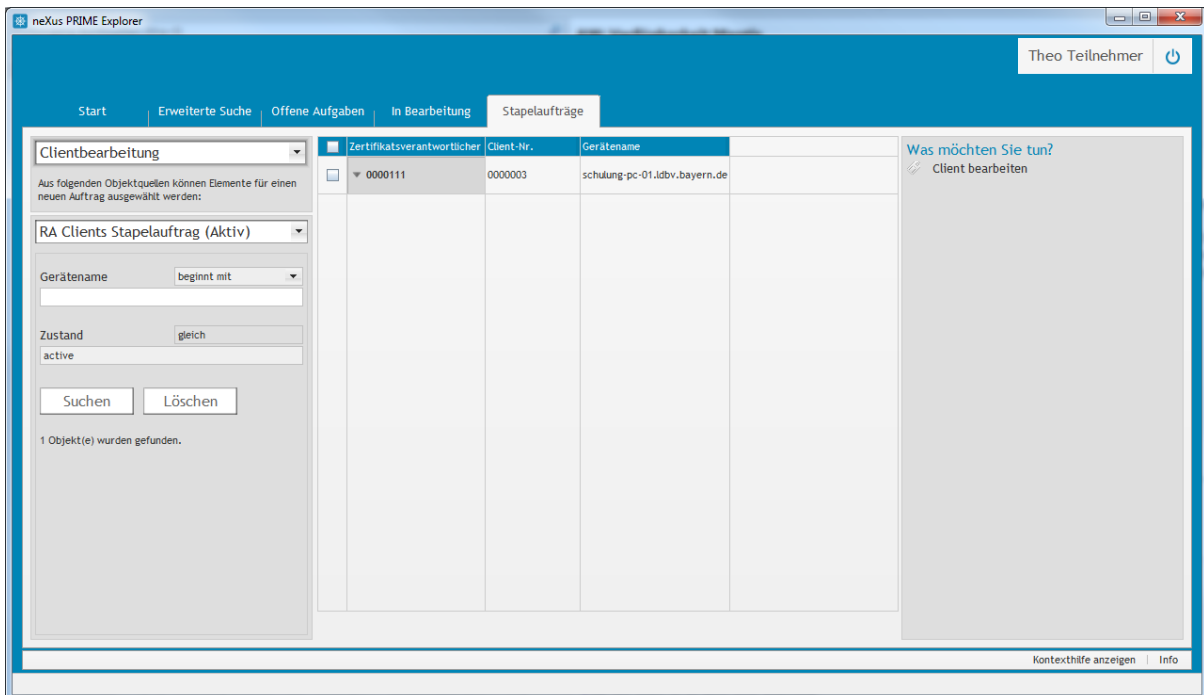 neXus PRIME Explorer
Theo Teilnehmer
Start
Erweiterte Suche
Offene Aufgaben
In Bearbeitung
Stapelaufträge
Clientbearbeitung
Aus folgenden Objektquellen können Elemente für einen
neuen Auftrag ausgewählt werden:
RA Clients Stapelauftrag (Aktiv)
Gerätename
beginnt mit
Zustand
gleich
active
Suchen
Löschen
1 Objekt(e) wurden gefunden.
Zertifikatsverantwortlicher
Client-Nr.
Gerätename
0000111
0000003
schulung-pc-01.ldbv.bayern.de
Was möchten Sie tun?
Client bearbeiten
Kontexthilfe anzeigen
Info